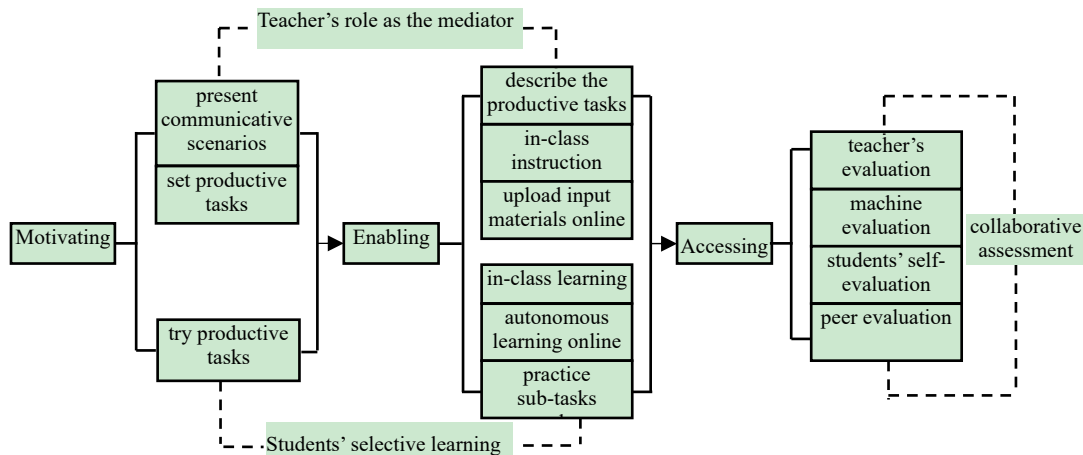 Teacher’s role as the mediator
present
communicative
scenarios
set productive
tasks
describe the
productive tasks
in-class
instruction
upload input
materials online
teacher’s
evaluation
machine
evaluation
students’ self-
evaluation
peer evaluation
collaborative
assessment
Motivating
Enabling
Accessing
in-class learning
autonomous
learning online
practice
sub-tasks
try productive
tasks
Students’ selective learning